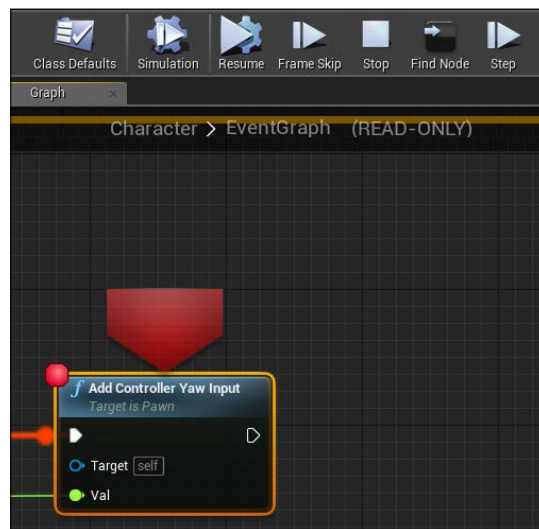 Class Defaults Simulation Resume Frame Skip Stop Find Node Step
Graph
Character > EventGraph (READ-ONLY)
f Add Controller Yaw Input
Target is Pawn
Target self
Val